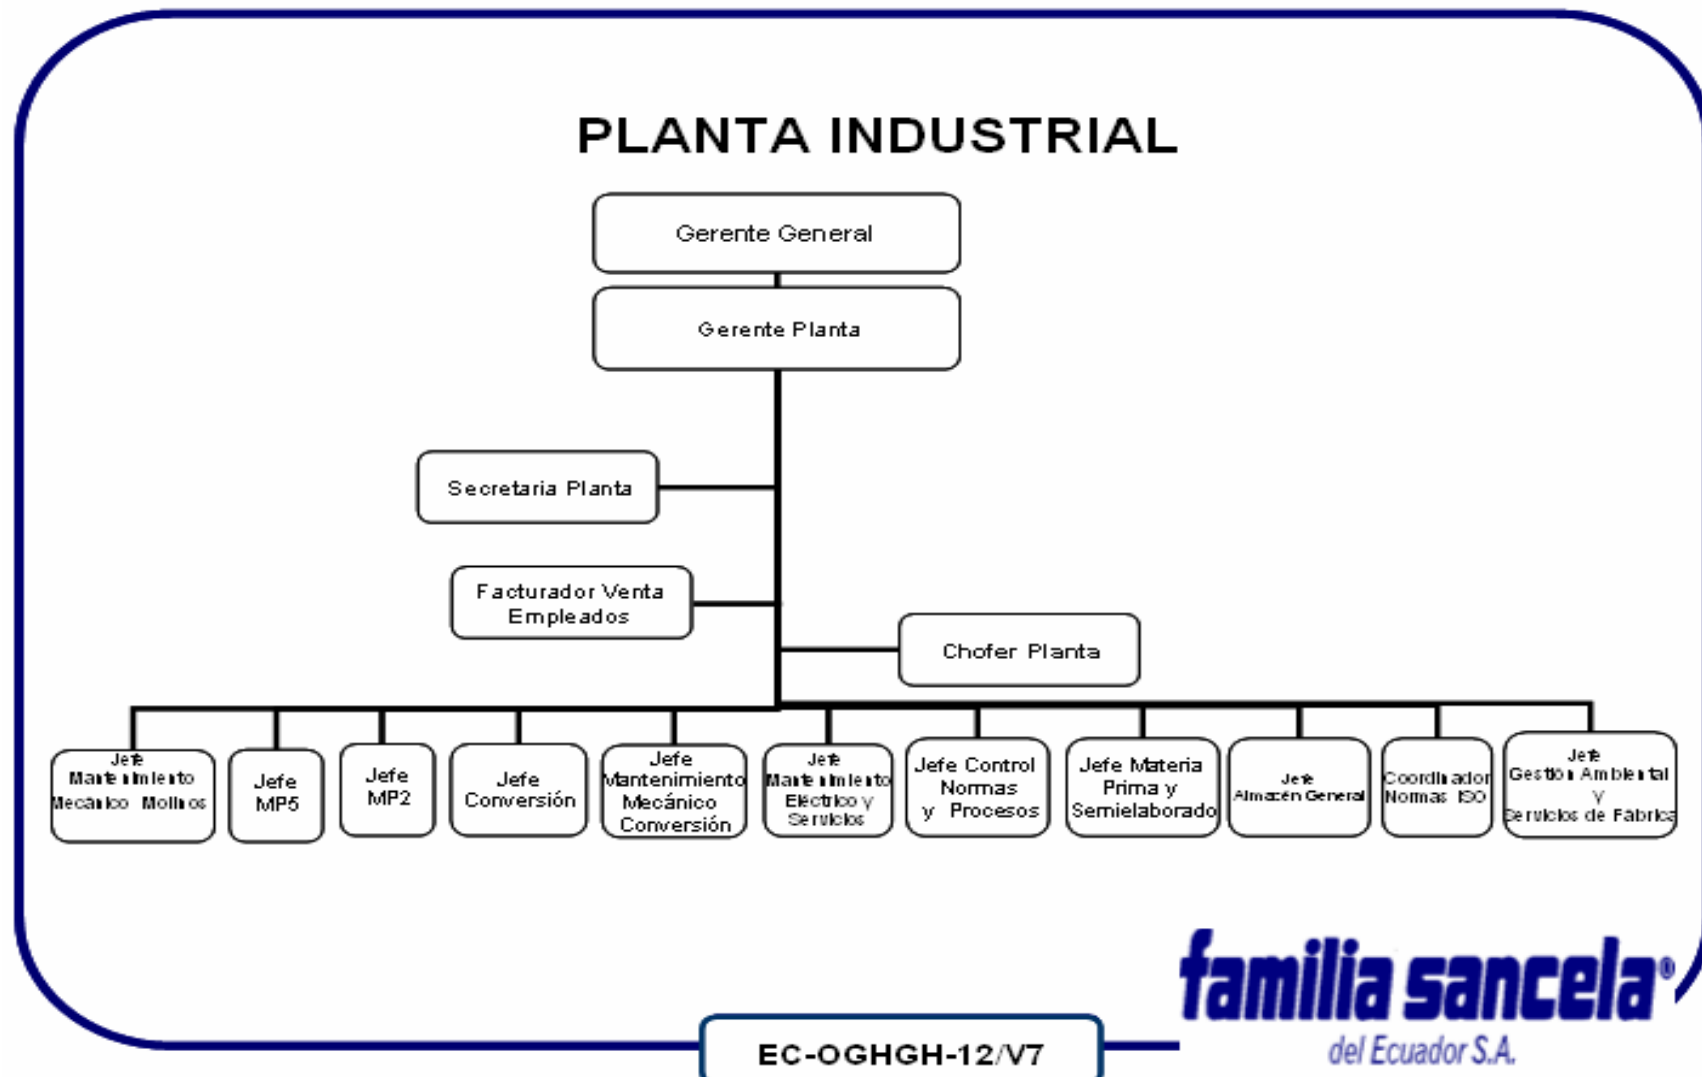 PLANTA INDUSTRIAL
Gerente General
Gerente Planta
Secretaria Planta
Facturador Venta
Empleados
Chofer Planta
Jefe
Mantenimiento
Mecánico Molinos
Jefe
MP5
Jefe
MP2
Jefe
Conversión
Jefe
Mantenimiento
Mecánico
Conversión
Jefe
Mantenimiento
Eléctrico y
Servicios
Jefe Control
Normas
y Procesos
Jefe Materia
Prima y
Semielaborado
Jefe
Almacén General
Coordinador
Normas ISO
Jefe
Gestión Ambiental
y
Servicios de Fábrica
familia sancela®
del Ecuador S.A.
EC-OGHGH-12/V7